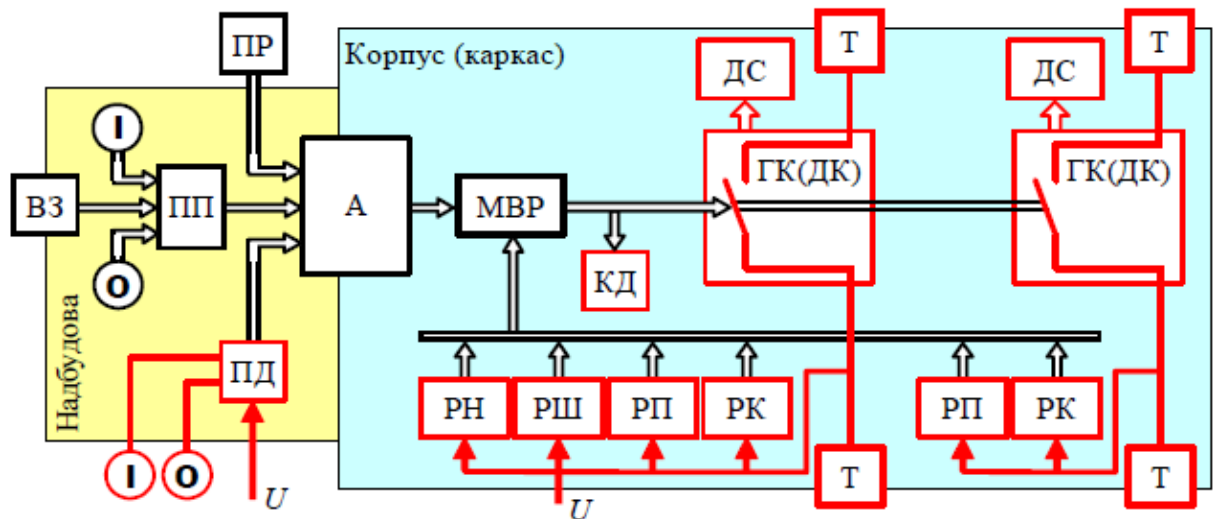 ПР
Корпус (каркас)
Т
Т
ДС
ДС
I
ГК(ДК)
ГК(ДК)
ВЗ
ПП
А
МВР
O
КД
Надбудова
ПД
РН
РШ
РП
РК
РП
РК
I
O
U
U
Т
Т